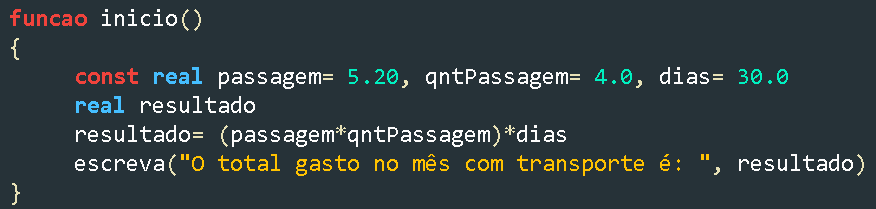 funcao inicio()
{
const real passagem= 5.20, qntPassagem= 4.0, dias= 30.0
real resultado
resultado= (passagem*qntPassagem)*dias
escreva("O total gasto no mês com transporte é: ", resultado)
}